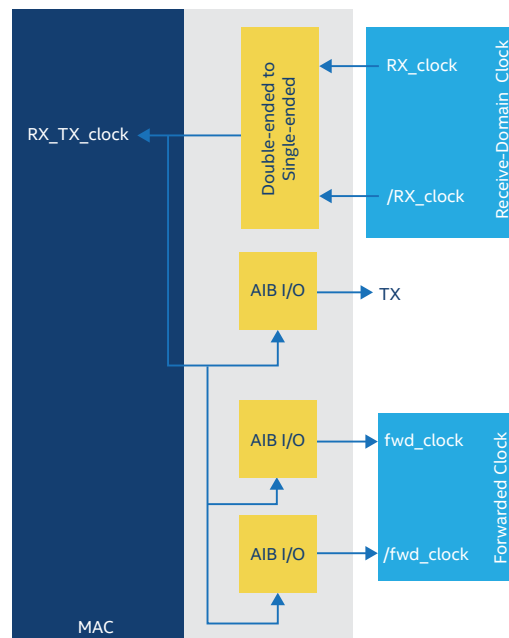 RX_clock
Double-ended to
Single-ended
Receive-Domain Clock
RX_TX_clock
/RX_clock
AIB I/O
TX
AIB I/O
fwd_clock
Forwarded Clock
AIB I/O
/fwd_clock
MAC